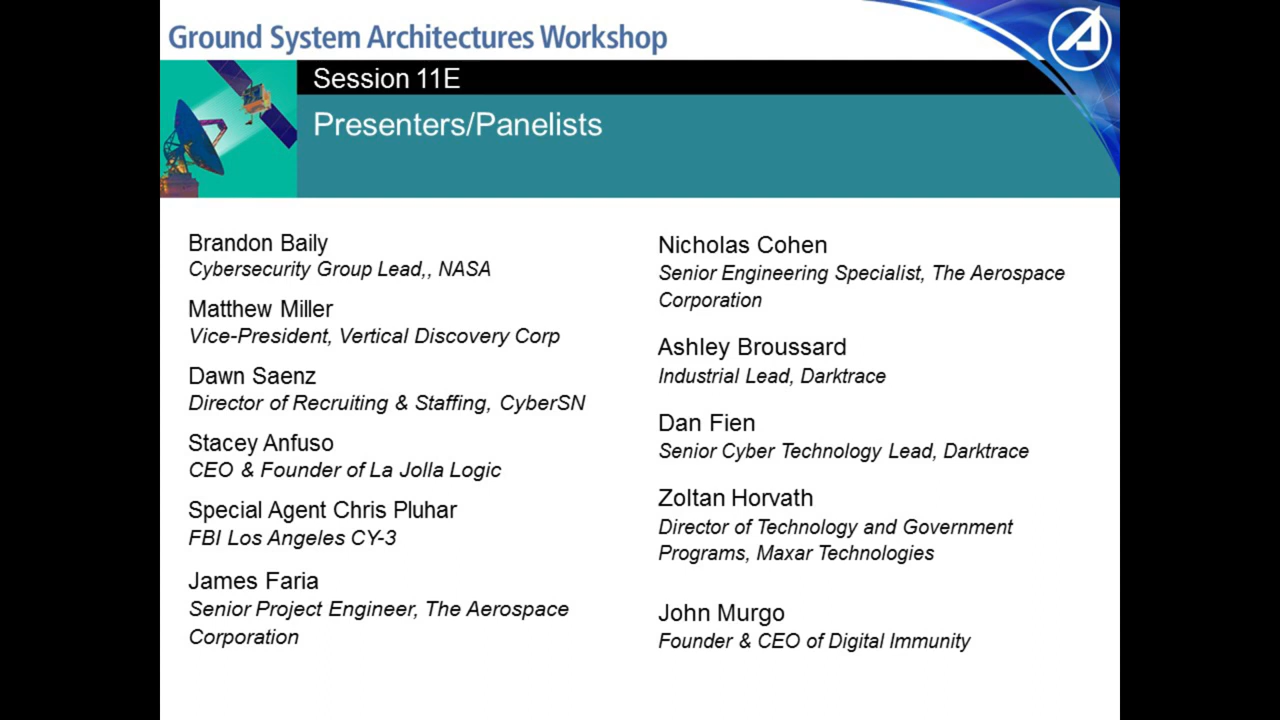 Ground System Architectures Workshop
Session 11E
Presenters/Panelists
Brandon Baily
Cybersecurity Group Lead,, NASA
Matthew Miller
Vice-President, Vertical Discovery Corp
Dawn Saenz
Director of Recruiting & Staffing, CyberSN
Stacey Anfuso
CEO & Founder of La Jolla Logic
Special Agent Chris Pluhar
FBI Los Angeles CY-3
James Faria
Senior Project Engineer, The Aerospace
Corporation
Nicholas Cohen
Senior Engineering Specialist, The Aerospace
Corporation
Ashley Broussard
Industrial Lead, Darktrace
Dan Fien
Senior Cyber Technology Lead, Darktrace
Zoltan Horvath
Director of Technology and Government
Programs, Maxar Technologies
John Murgo
Founder & CEO of Digital Immunity